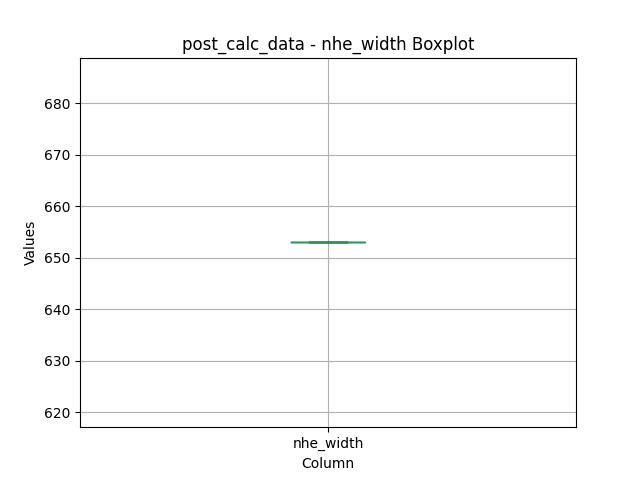 post_calc_data - nhe_width Boxplot
Values
680
670
660
650
640
630
620
nhe_width
Column